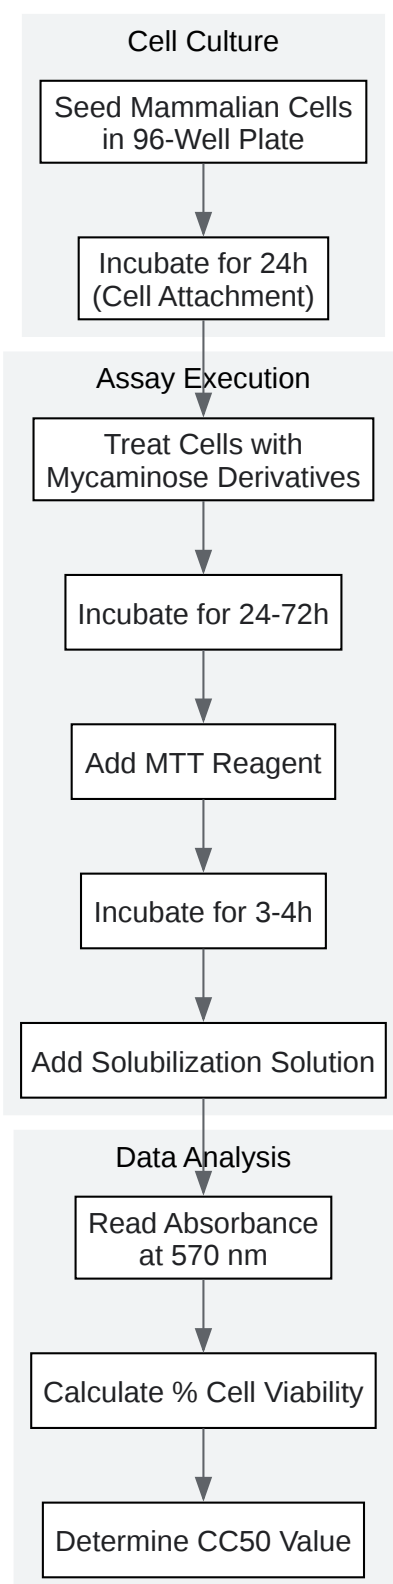 Cell Culture
Seed Mammalian Cells
in 96-Well Plate
Incubate for 24h
(Cell Attachment)
Assay Execution
Treat Cells with
Mycaminose Derivatives
Incubate for 24-72h
Add MTT Reagent
Incubate for 3-4h
Add Solubilization Solution
Data Analysis
Read Absorbance
at 570 nm
Calculate % Cell Viability
Determine CC50 Value